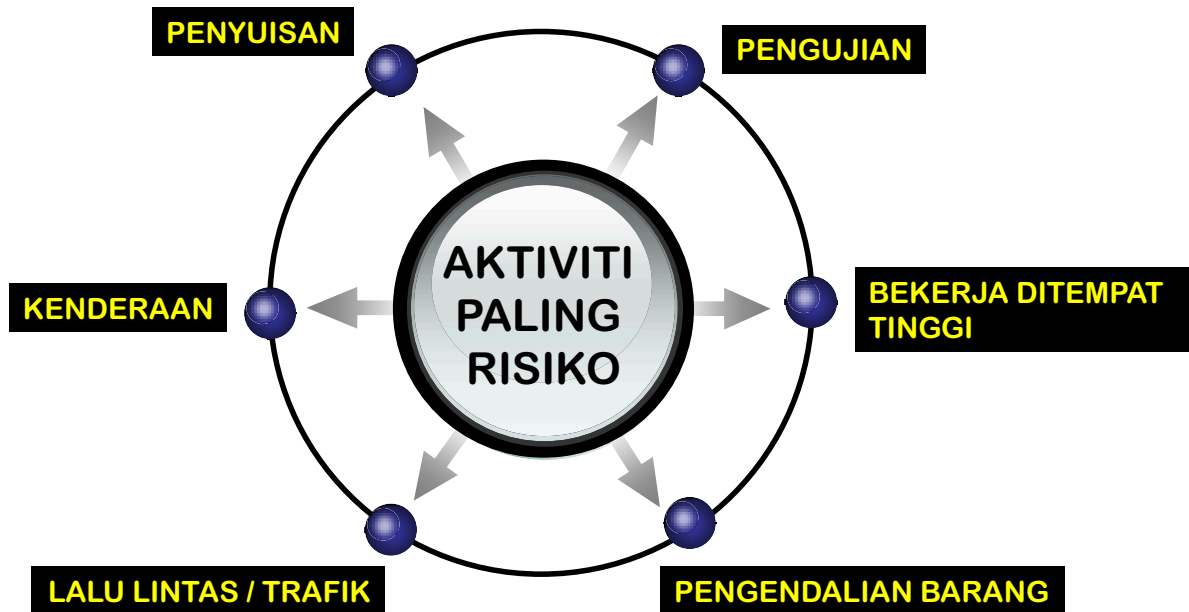 PENYUISAN
PENGUJIAN
AKTIVITI
PALING
RISIKO
KENDERAAN
BEKERJA DITEMPAT
TINGGI
LALU LINTAS / TRAFIK
PENGENDALIAN BARANG